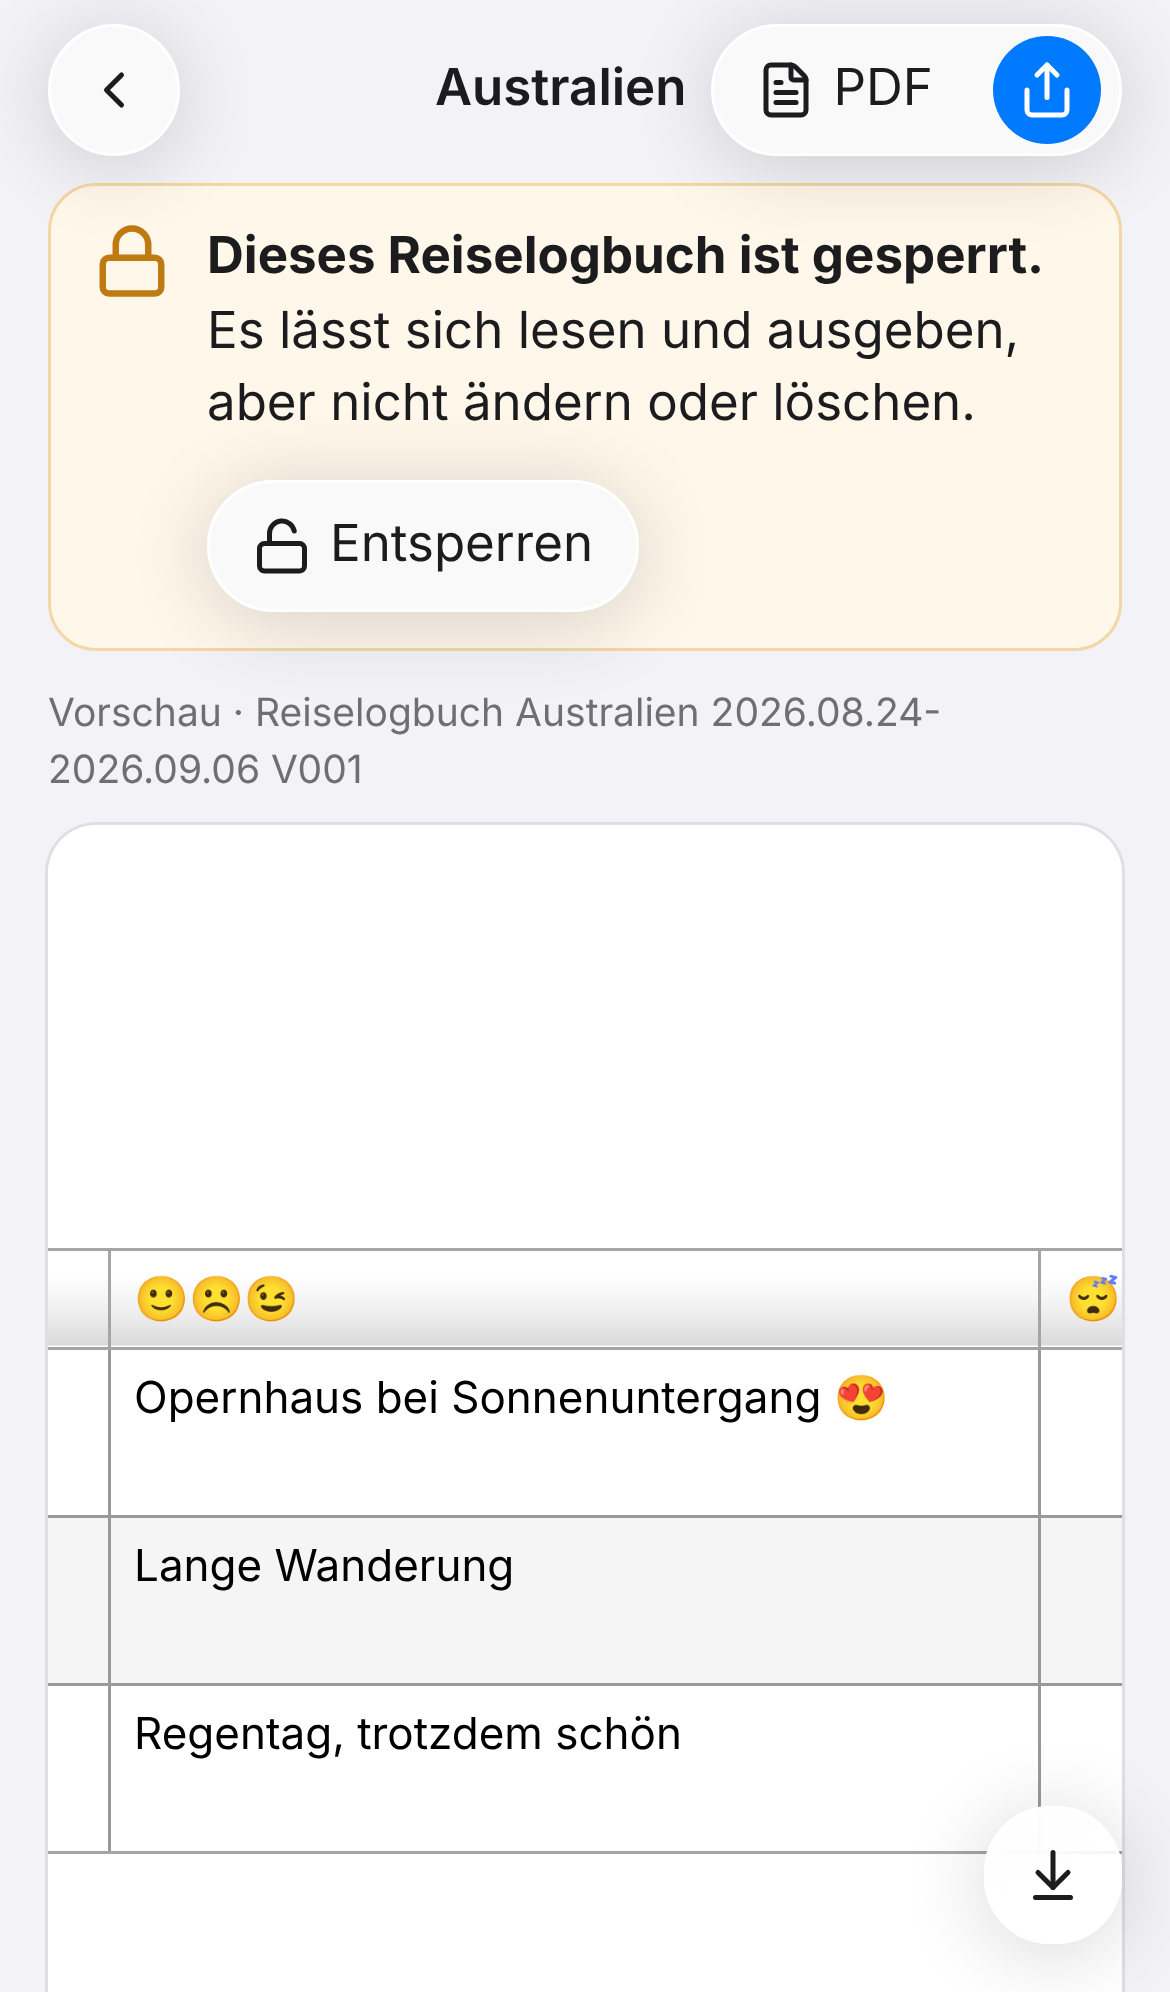 Australien
PDF
Dieses Reiselogbuch ist gesperrt.
Es lässt sich lesen und ausgeben,
aber nicht ändern oder löschen.
Entsperren
Vorschau · Reiselogbuch Australien 2026.08.24-
2026.09.06 V001
🙂☹️😉 😴
Opernhaus bei Sonnenuntergang 😍
Lange Wanderung
Regentag, trotzdem schön